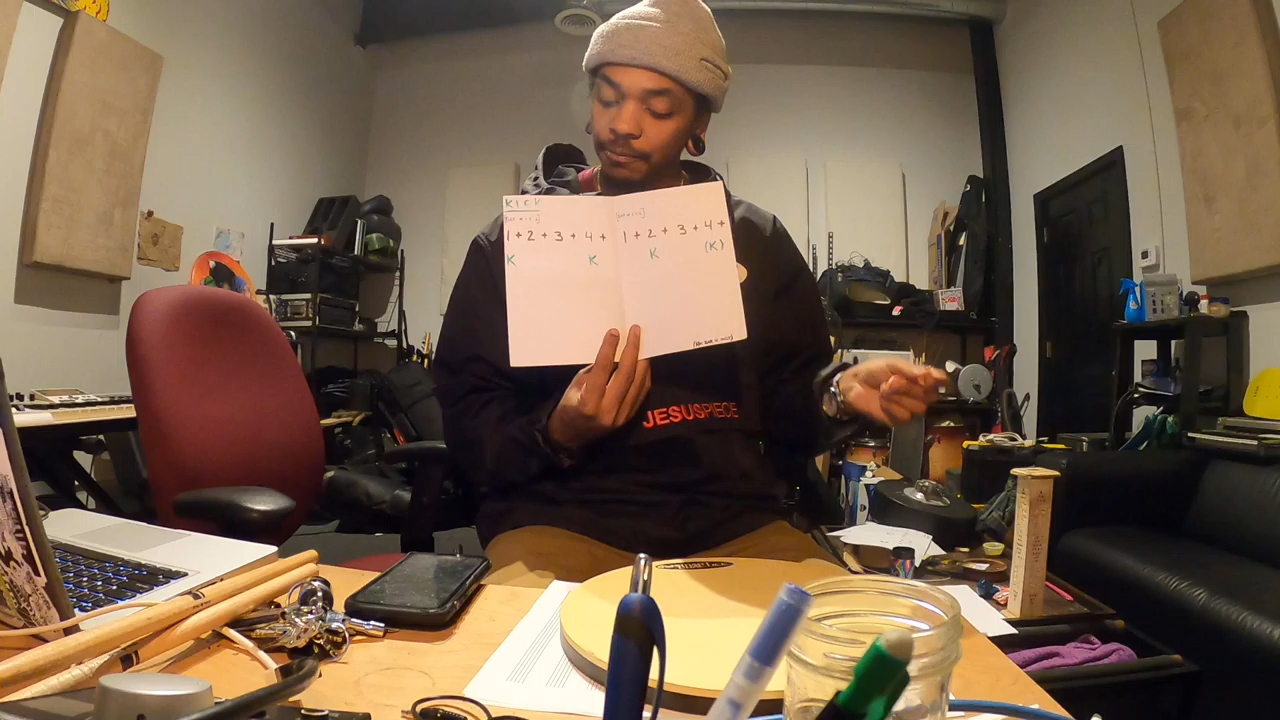 KICK
1 + 2 + 3 + 4 + 1 + 2 + 3 + 4 +
K K K (K)
JESUSPIECE